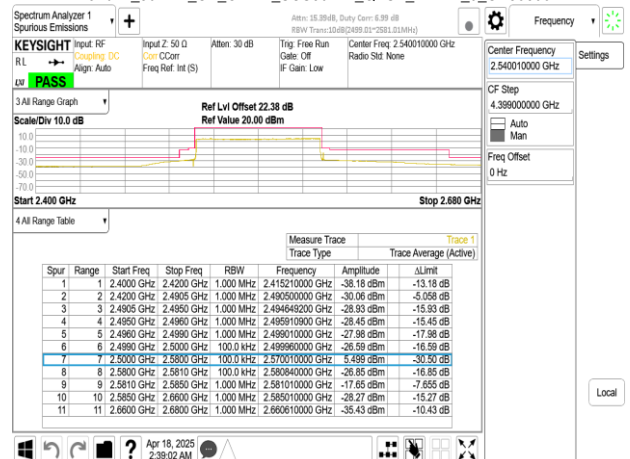 Spectrum Analyzer 1
Spurious Emissions
Attn: 15.39dB, Duty Corr: 6.99 dB
RBW Trans:10dB(2499.01~2581.01MHz)
Frequency
KEYSIGHT
RL
Input: RF
Coupling: DC
Align: Auto
Input Z: 50 Ω
Corr CCorr
Freq Ref: Int (S)
Atten: 30 dB
Trig: Free Run
Gate: Off
IF Gain: Low
Center Freq: 2.540010000 GHz
Radio Std: None
LXI PASS
Center Frequency
2.540010000 GHz
Settings
CF Step
4.399000000 GHz
Auto
Man
Freq Offset
0 Hz
Local
3 All Range Graph
Scale/Div 10.0 dB
Ref Lvl Offset 22.38 dB
Ref Value 20.00 dBm
10.0
-10.0
-30.0
-50.0
-70.0
Start 2.400 GHz Stop 2.680 GHz
4 All Range Table
Measure Trace Trace 1
Trace Type Trace Average (Active)
Spur Range Start Freq Stop Freq RBW Frequency Amplitude ΔLimit
1 1 2.4000 GHz 2.4200 GHz 1.000 MHz 2.415210000 GHz -38.18 dBm -13.18 dB
2 2 2.4200 GHz 2.4905 GHz 1.000 MHz 2.490500000 GHz -30.06 dBm -5.058 dB
3 3 2.4905 GHz 2.4950 GHz 1.000 MHz 2.494649200 GHz -28.93 dBm -15.93 dB
4 4 2.4950 GHz 2.4960 GHz 1.000 MHz 2.495910900 GHz -28.45 dBm -15.45 dB
5 5 2.4960 GHz 2.4990 GHz 1.000 MHz 2.499010000 GHz -27.98 dBm -17.98 dB
6 6 2.4990 GHz 2.5000 GHz 100.0 kHz 2.499960000 GHz -26.59 dBm -16.59 dB
7 7 2.5000 GHz 2.5800 GHz 100.0 kHz 2.570010000 GHz 5.499 dBm -30.50 dB
8 8 2.5800 GHz 2.5810 GHz 100.0 kHz 2.580840000 GHz -26.85 dBm -16.85 dB
9 9 2.5810 GHz 2.5850 GHz 1.000 MHz 2.581010000 GHz -17.65 dBm -7.655 dB
10 10 2.5850 GHz 2.6600 GHz 1.000 MHz 2.585010000 GHz -28.27 dBm -15.27 dB
11 11 2.6600 GHz 2.6800 GHz 1.000 MHz 2.660610000 GHz -35.43 dBm -10.43 dB
Apr 18, 2025
2:39:02 AM